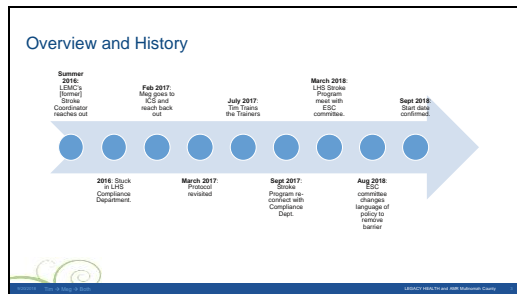 Overview and History
Summer
2016:
LEMC's
[former]
Stroke
Coordinator
reaches out
2016: Stuck
in LHS
Compliance
Department.
Feb 2017:
Meg goes to
ICS and
reach back
out
March 2017:
Protocol
revisited
July 2017:
Tim Trains
the Trainers
Sept 2017:
Stroke
Program re-
connect with
Compliance
Dept.
March 2018:
LHS Stroke
Program
meet with
ESC
committee.
Aug 2018:
ESC
committee
changes
language of
policy to
remove
barrier
Sept 2018:
Start date
confirmed.
Tim → Meg → Both
LEGACY HEALTH and AMR Multnomah County